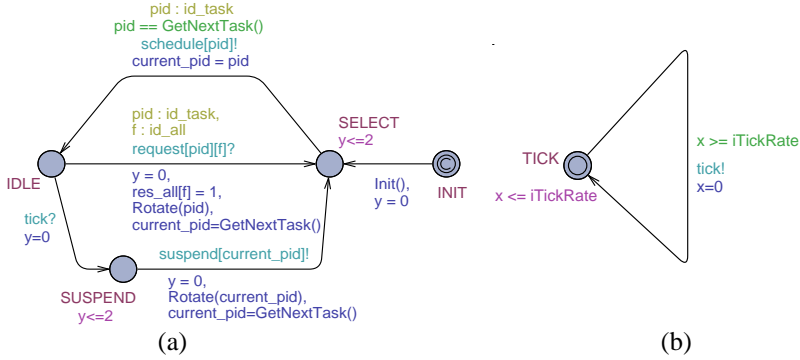 pid : id_task
pid == GetNextTask()
schedule[pid]!
current_pid = pid
pid : id_task,
f : id_all
request[pid][f]?
y = 0,
res_all[f] = 1,
Rotate(pid),
current_pid=GetNextTask()
SELECT
y<=2
IDLE
Init(),
y = 0
INIT
tick?
y=0
suspend[current_pid]!
SUSPEND
y<=2
y = 0,
Rotate(current_pid),
current_pid=GetNextTask()
(a)
TICK
x <= iTickRate
x >= iTickRate
tick!
x=0
(b)